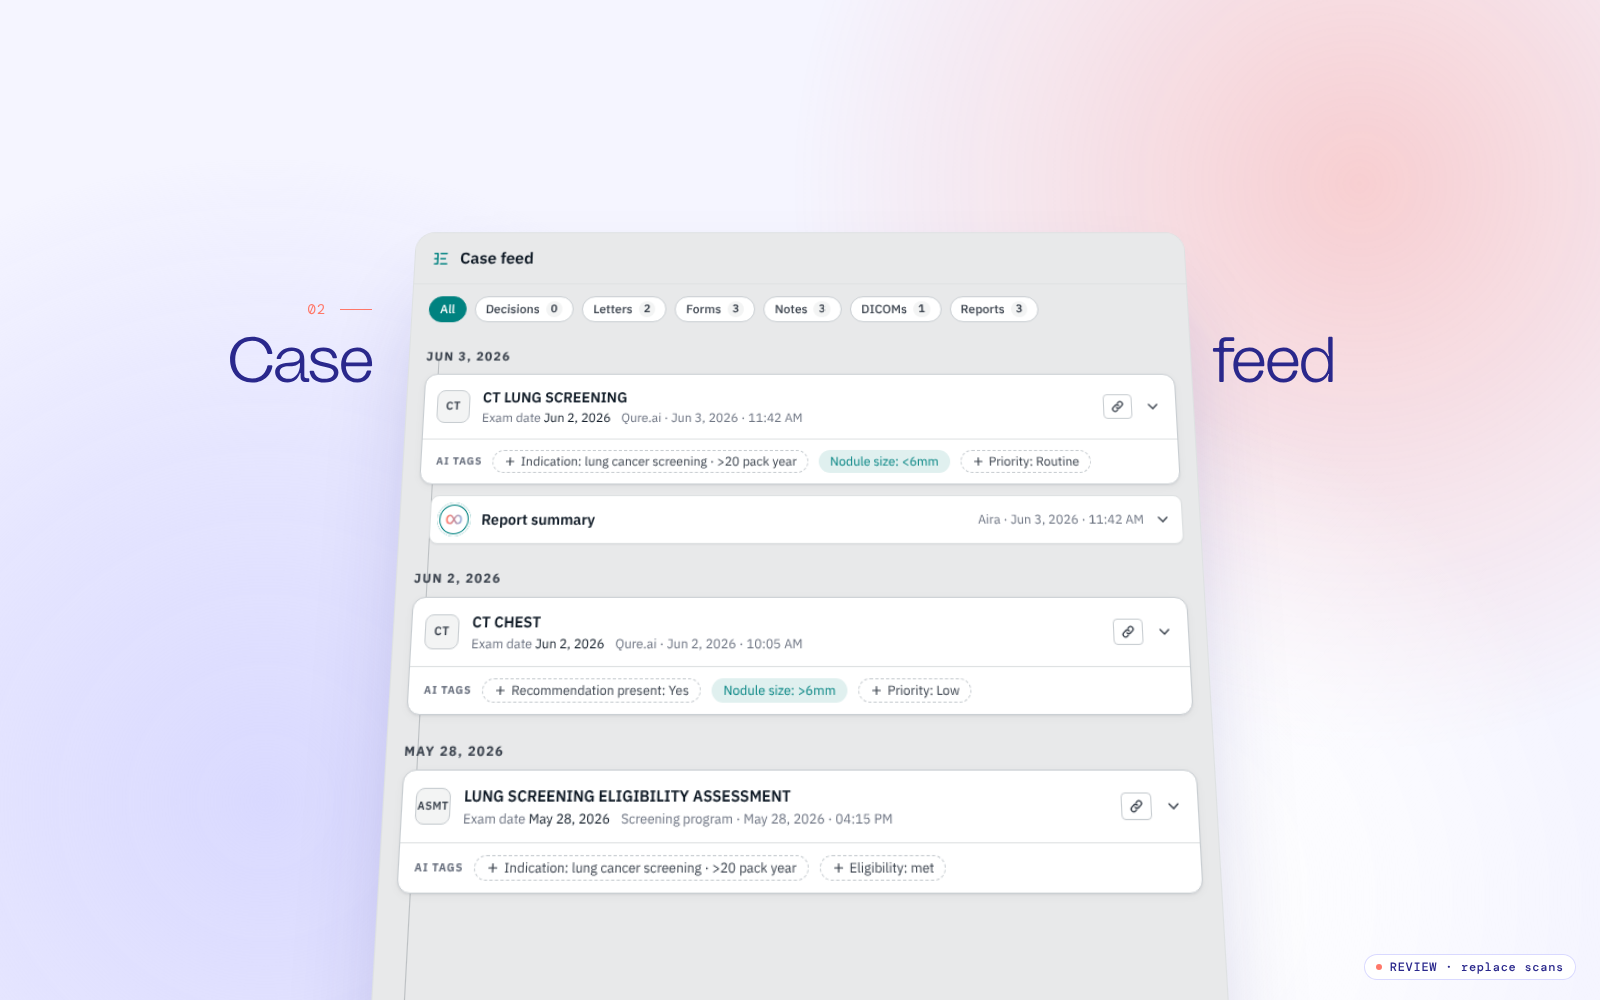 Case feed
All Decisions 0 Letters 2 Forms 3 Notes 3 DICOMs 1 Reports 3
02
Case feed
JUN 3, 2026
CT CT LUNG SCREENING
Exam date Jun 2, 2026 Qure.ai · Jun 3, 2026 · 11:42 AM
AI TAGS + Indication: lung cancer screening · >20 pack year Nodule size: <6mm + Priority: Routine
Report summary Aira · Jun 3, 2026 · 11:42 AM
JUN 2, 2026
CT CT CHEST
Exam date Jun 2, 2026 Qure.ai · Jun 2, 2026 · 10:05 AM
AI TAGS + Recommendation present: Yes Nodule size: >6mm + Priority: Low
MAY 28, 2026
ASMT LUNG SCREENING ELIGIBILITY ASSESSMENT
Exam date May 28, 2026 Screening program · May 28, 2026 · 04:15 PM
AI TAGS + Indication: lung cancer screening · >20 pack year + Eligibility: met
REVIEW · replace scans